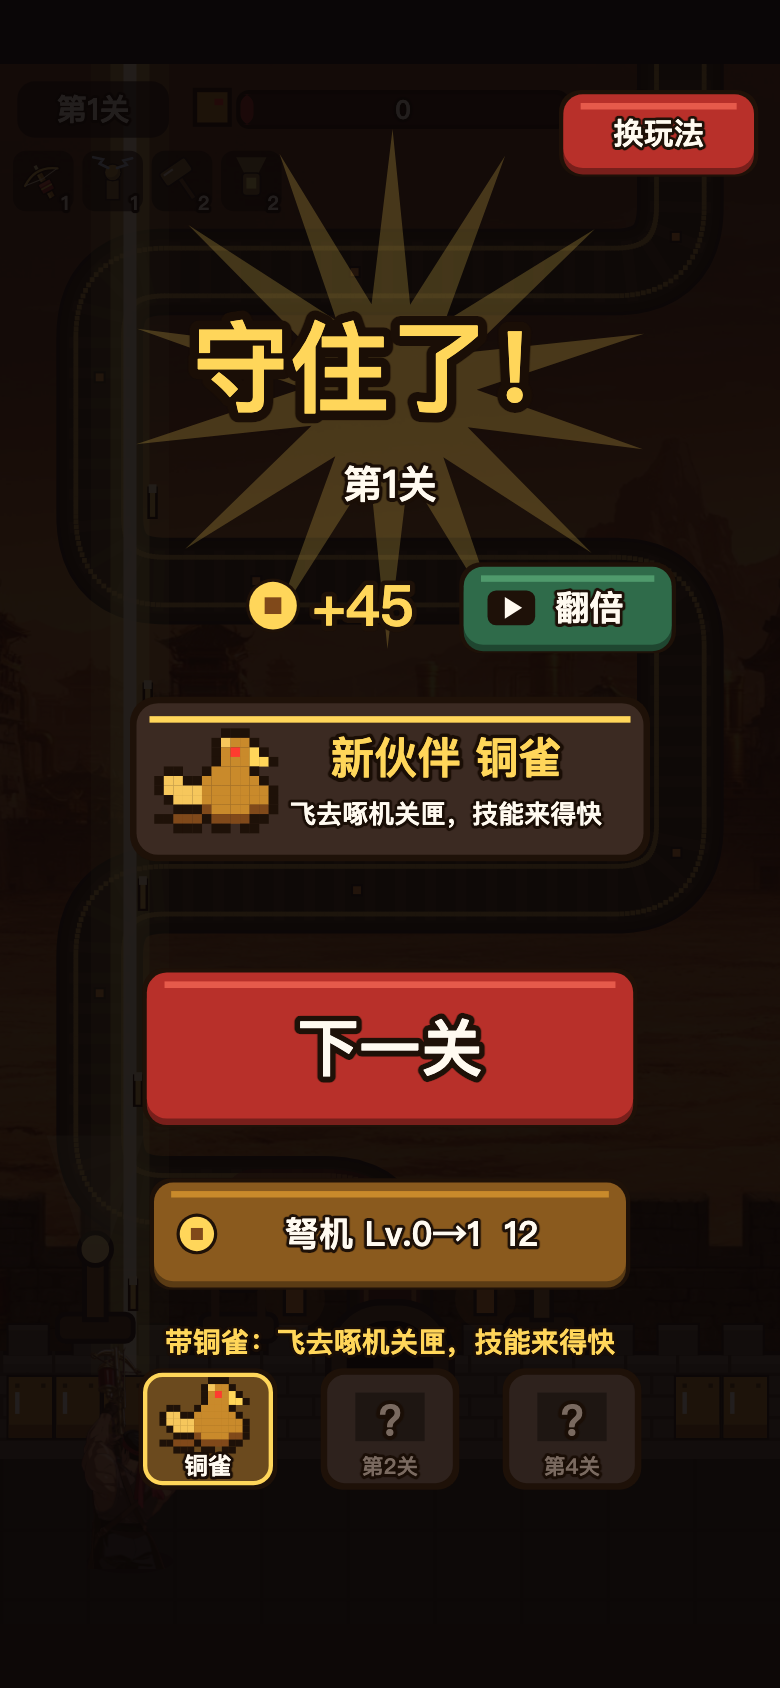 第1关
0
换玩法
1
1
2
2
守住了！
第1关
+45
翻倍
新伙伴 铜雀
飞去啄机关匣，技能来得快
下一关
弩机 Lv.0→1 12
带铜雀：飞去啄机关匣，技能来得快
?
?
铜雀
第2关
第4关